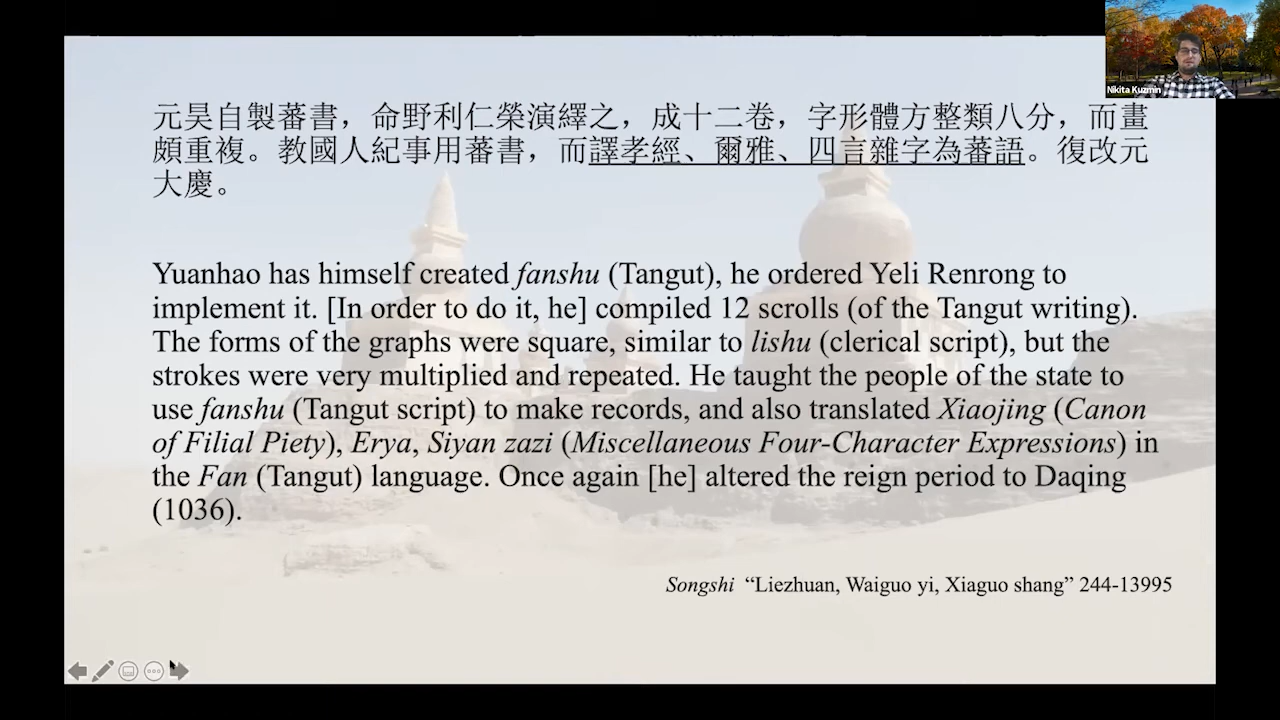 Nikita Kuzmin
元昊自製蕃書，命野利仁榮演繹之，成十二卷，字形體方整類八分，而畫
頗重複。教國人紀事用蕃書，而譯孝經、爾雅、四言雜字為蕃語。復改元
大慶。
Yuanhao has himself created fanshu (Tangut), he ordered Yeli Renrong to
implement it. [In order to do it, he] compiled 12 scrolls (of the Tangut writing).
The forms of the graphs were square, similar to lishu (clerical script), but the
strokes were very multiplied and repeated. He taught the people of the state to
use fanshu (Tangut script) to make records, and also translated Xiaojing (Canon
of Filial Piety), Erya, Siyan zazi (Miscellaneous Four-Character Expressions) in
the Fan (Tangut) language. Once again [he] altered the reign period to Daqing
(1036).
Songshi “Liezhuan, Waiguo yi, Xiaguo shang” 244-13995